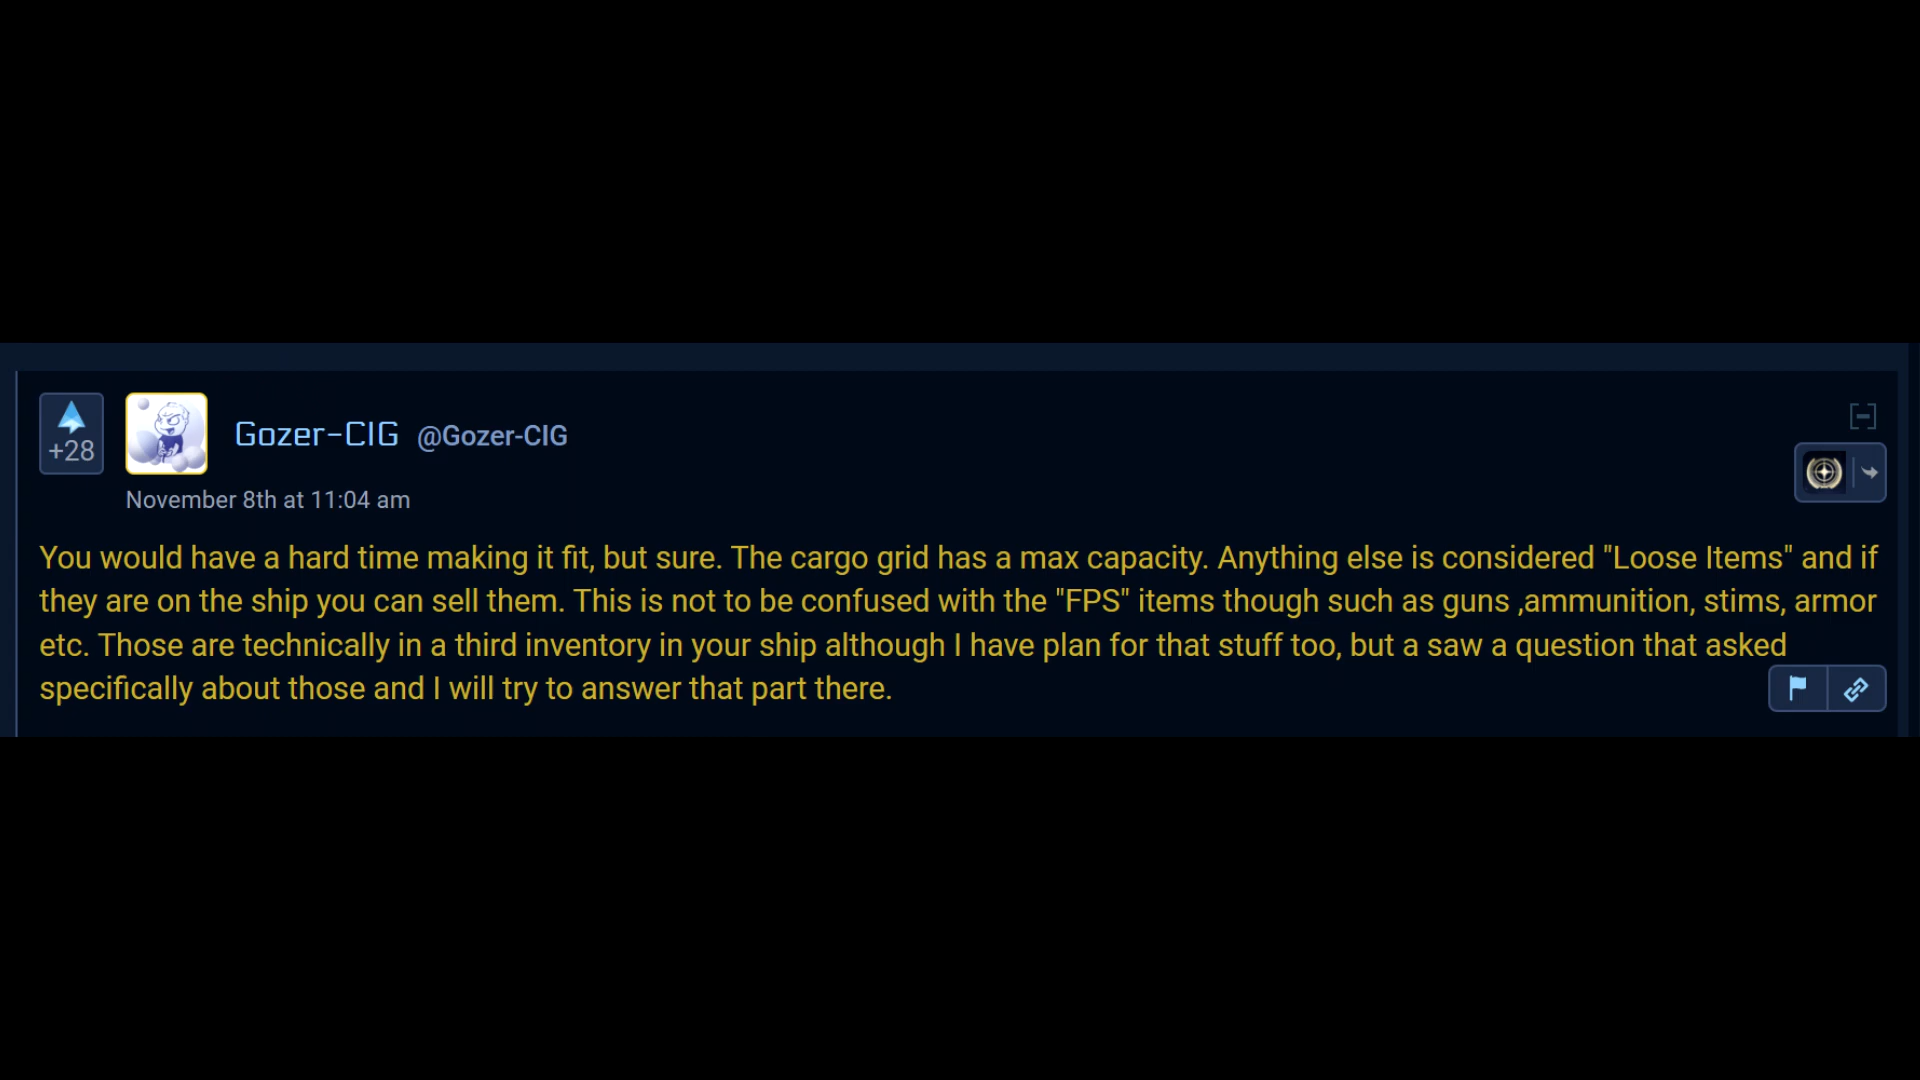 Gozer-CIG @Gozer-CIG
+28
November 8th at 11:04 am
You would have a hard time making it fit, but sure. The cargo grid has a max capacity. Anything else is considered "Loose Items" and if
they are on the ship you can sell them. This is not to be confused with the "FPS" items though such as guns ,ammunition, stims, armor
etc. Those are technically in a third inventory in your ship although I have plan for that stuff too, but a saw a question that asked
specifically about those and I will try to answer that part there.